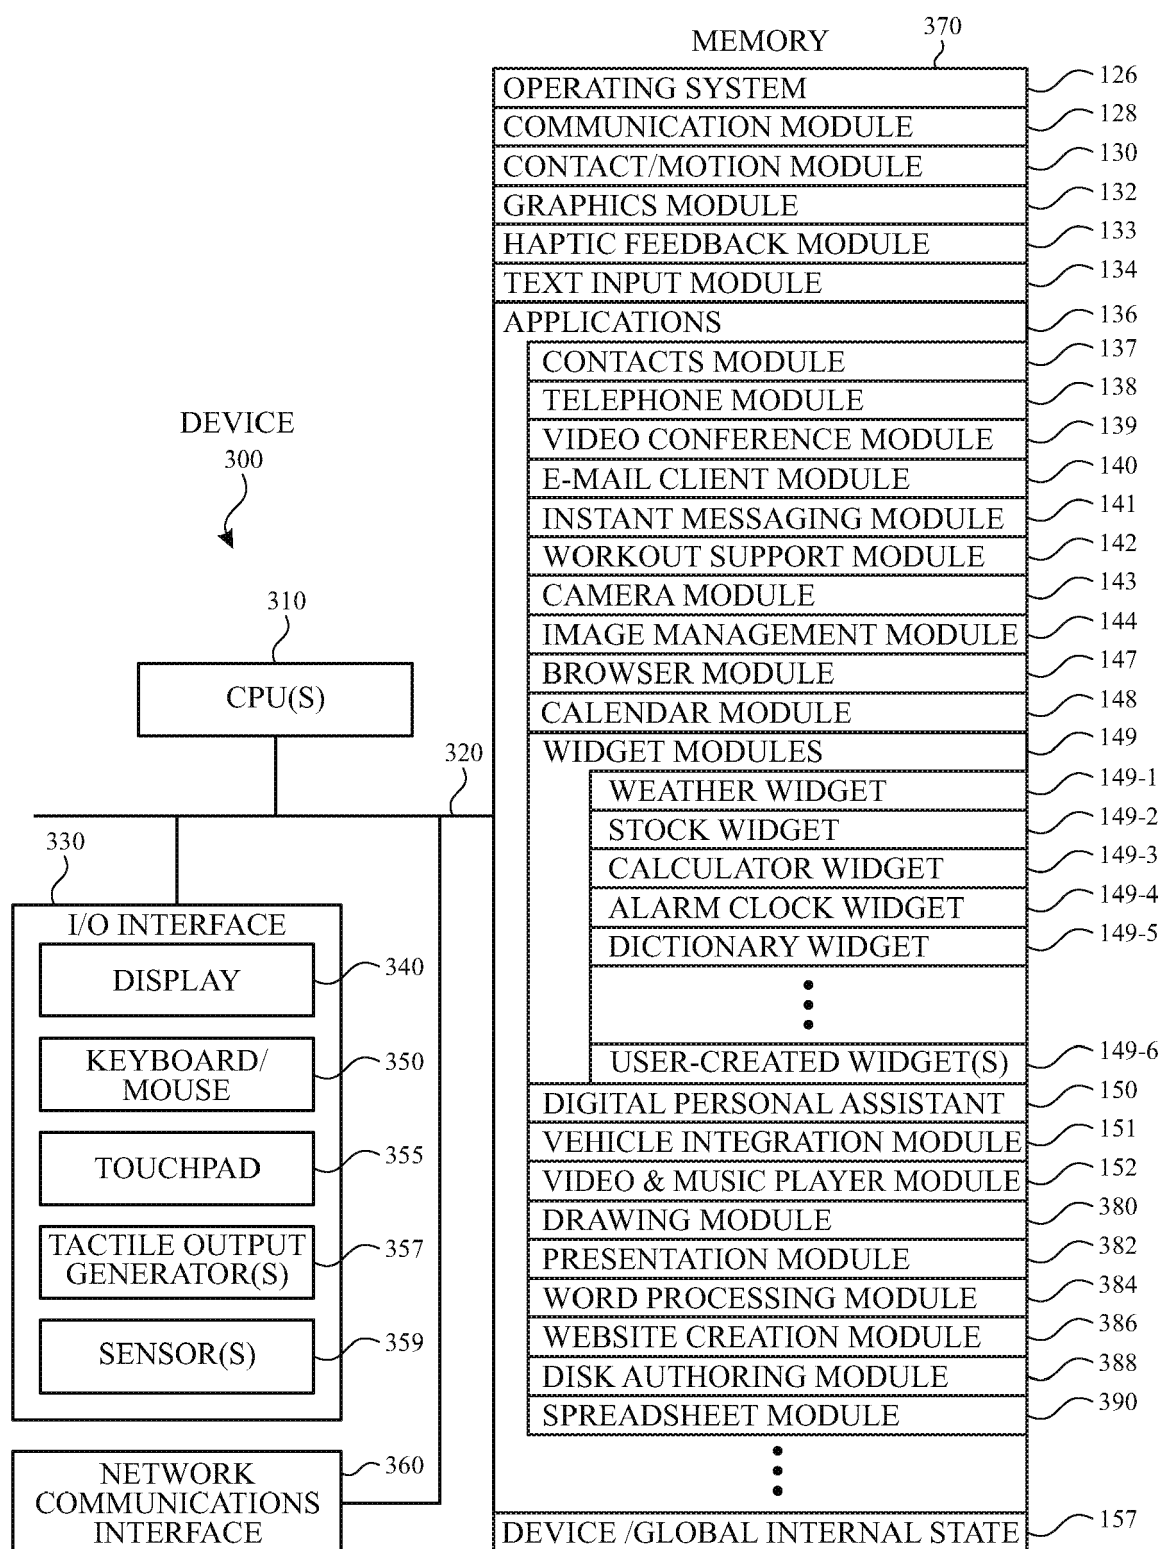 MEMORY
370
OPERATING SYSTEM 126
COMMUNICATION MODULE 128
CONTACT/MOTION MODULE 130
GRAPHICS MODULE 132
HAPTIC FEEDBACK MODULE 133
TEXT INPUT MODULE 134
APPLICATIONS 136
CONTACTS MODULE 137
TELEPHONE MODULE 138
VIDEO CONFERENCE MODULE 139
E-MAIL CLIENT MODULE 140
INSTANT MESSAGING MODULE 141
WORKOUT SUPPORT MODULE 142
CAMERA MODULE 143
IMAGE MANAGEMENT MODULE 144
BROWSER MODULE 147
CALENDAR MODULE 148
WIDGET MODULES 149
WEATHER WIDGET 149-1
STOCK WIDGET 149-2
CALCULATOR WIDGET 149-3
ALARM CLOCK WIDGET 149-4
DICTIONARY WIDGET 149-5
USER-CREATED WIDGET(S) 149-6
DIGITAL PERSONAL ASSISTANT 150
VEHICLE INTEGRATION MODULE 151
VIDEO & MUSIC PLAYER MODULE 152
DRAWING MODULE 380
PRESENTATION MODULE 382
WORD PROCESSING MODULE 384
WEBSITE CREATION MODULE 386
DISK AUTHORING MODULE 388
SPREADSHEET MODULE 390
DEVICE /GLOBAL INTERNAL STATE 157
DEVICE
300
310
CPU(S)
320
330
I/O INTERFACE
DISPLAY 340
KEYBOARD/
MOUSE 350
TOUCHPAD 355
TACTILE OUTPUT
GENERATOR(S) 357
SENSOR(S) 359
NETWORK 360
COMMUNICATIONS
INTERFACE